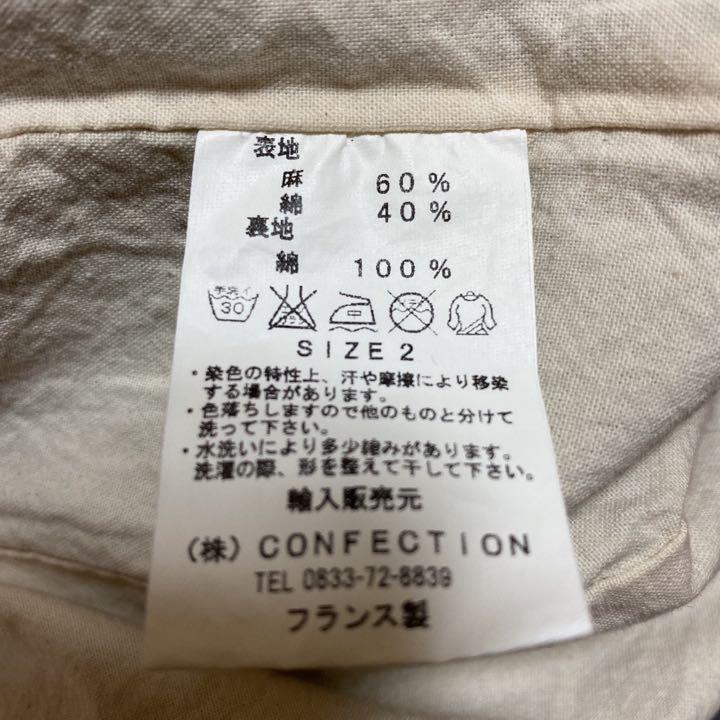 表地
麻 60%
綿 40%
裏地
綿 100%
手洗イ
30
SIZE 2
・染色の特性上、汗や摩擦により移染
する場合があります。
・色落ちしますので他のものと分けて
洗って下さい。
・水洗いにより多少縮みがあります。
洗濯の際、形を整えて干して下さい。
輸入販売元
(株) CONFECTION
TEL 0833-72-8839
フランス製